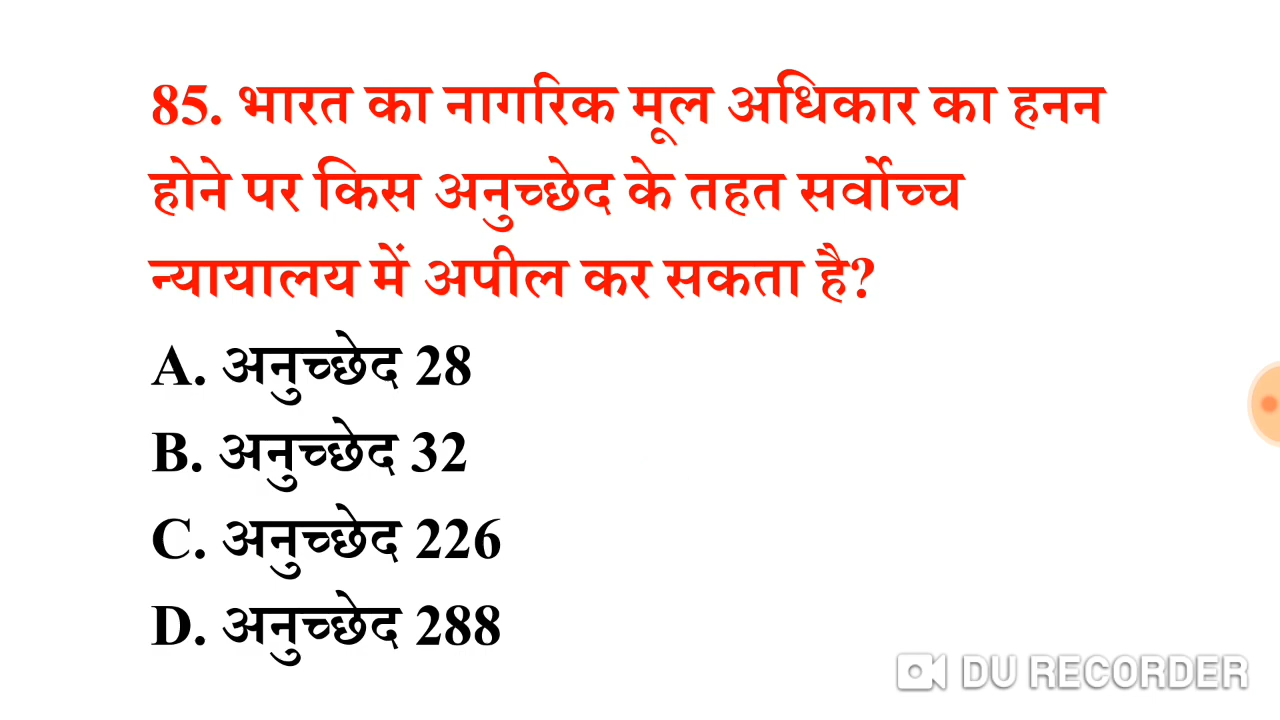 85. भारत का नागरिक मूल अधिकार का हनन
होने पर किस अनुच्छेद के तहत सर्वोच्च
न्यायालय में अपील कर सकता है?
A. अनुच्छेद 28
B. अनुच्छेद 32
C. अनुच्छेद 226
D. अनुच्छेद 288
DU RECORDER